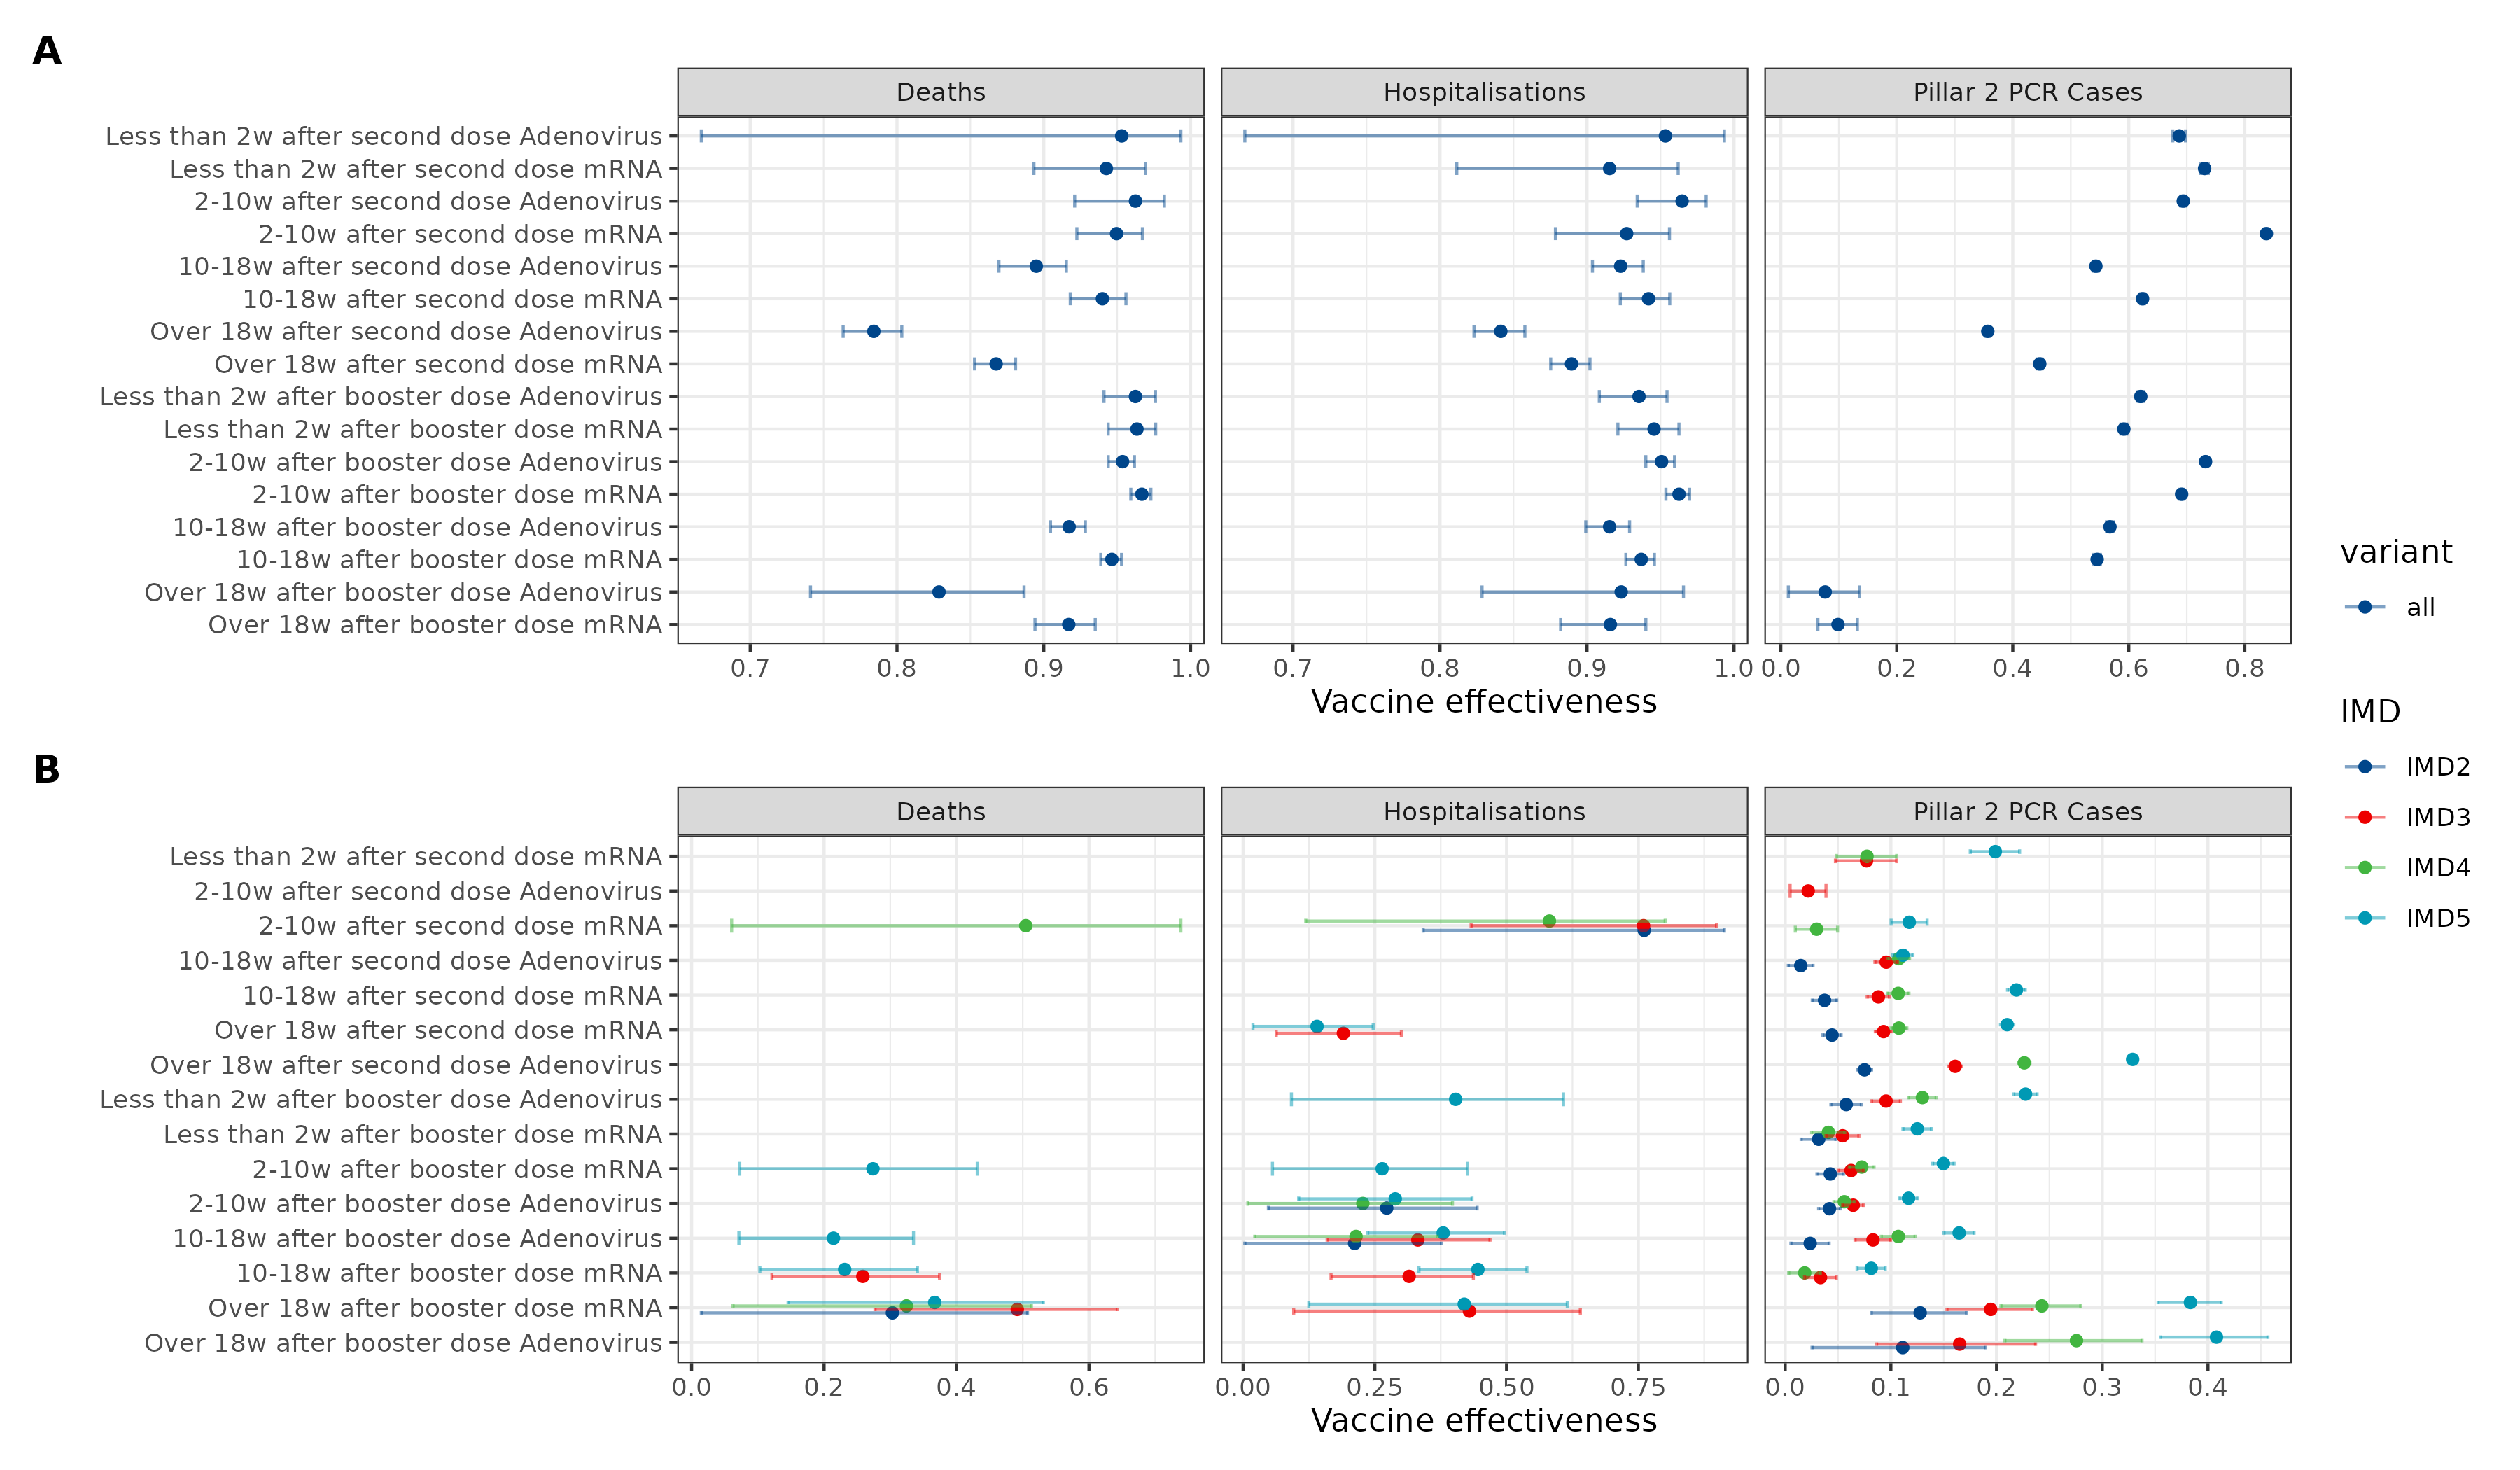 A
Deaths
Hospitalisations
Pillar 2 PCR Cases
Less than 2w after second dose Adenovirus
Less than 2w after second dose mRNA
2-10w after second dose Adenovirus
2-10w after second dose mRNA
10-18w after second dose Adenovirus
10-18w after second dose mRNA
Over 18w after second dose Adenovirus
Over 18w after second dose mRNA
Less than 2w after booster dose Adenovirus
Less than 2w after booster dose mRNA
2-10w after booster dose Adenovirus
2-10w after booster dose mRNA
10-18w after booster dose Adenovirus
10-18w after booster dose mRNA
Over 18w after booster dose Adenovirus
Over 18w after booster dose mRNA
0.7 0.8 0.9 1.0
0.7 0.8 0.9 1.0
0.0 0.2 0.4 0.6 0.8
Vaccine effectiveness
variant
all
IMD
IMD2
IMD3
IMD4
IMD5
B
Deaths
Hospitalisations
Pillar 2 PCR Cases
Less than 2w after second dose mRNA
2-10w after second dose Adenovirus
2-10w after second dose mRNA
10-18w after second dose Adenovirus
10-18w after second dose mRNA
Over 18w after second dose mRNA
Over 18w after second dose Adenovirus
Less than 2w after booster dose Adenovirus
Less than 2w after booster dose mRNA
2-10w after booster dose mRNA
2-10w after booster dose Adenovirus
10-18w after booster dose Adenovirus
10-18w after booster dose mRNA
Over 18w after booster dose mRNA
Over 18w after booster dose Adenovirus
0.0 0.2 0.4 0.6
0.00 0.25 0.50 0.75
0.0 0.1 0.2 0.3 0.4
Vaccine effectiveness